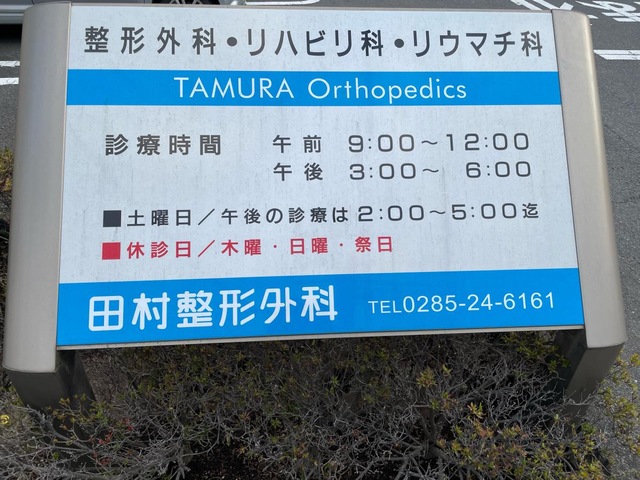 整形外科・リハビリ科・リウマチ科
TAMURA Orthopedics
診療時間 午前 9:00～12:00
午後 3:00～ 6:00
■土曜日／午後の診療は2:00～5:00迄
■休診日／木曜・日曜・祭日
田村整形外科 TEL0285-24-6161